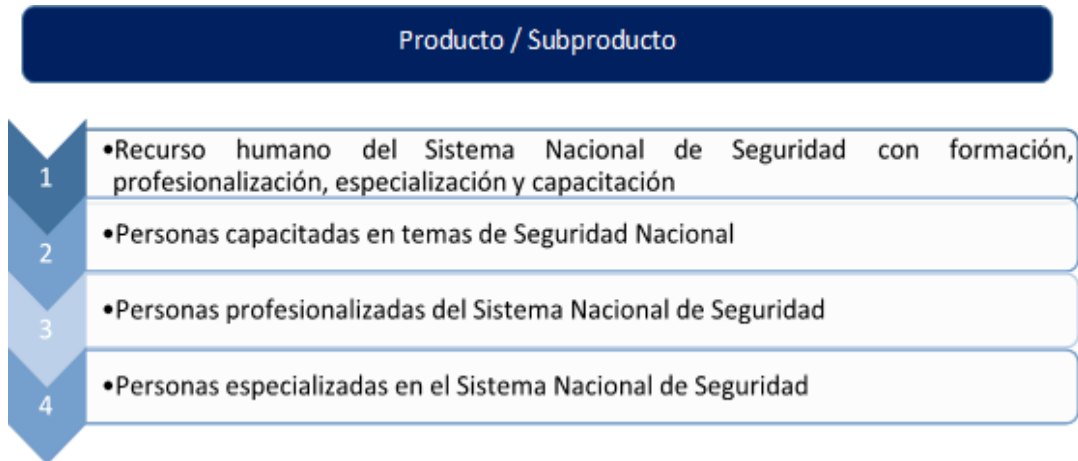 Producto / Subproducto
1
•Recurso humano del Sistema Nacional de Seguridad con formación,
profesionalización, especialización y capacitación
2
•Personas capacitadas en temas de Seguridad Nacional
3
•Personas profesionalizadas del Sistema Nacional de Seguridad
4
•Personas especializadas en el Sistema Nacional de Seguridad